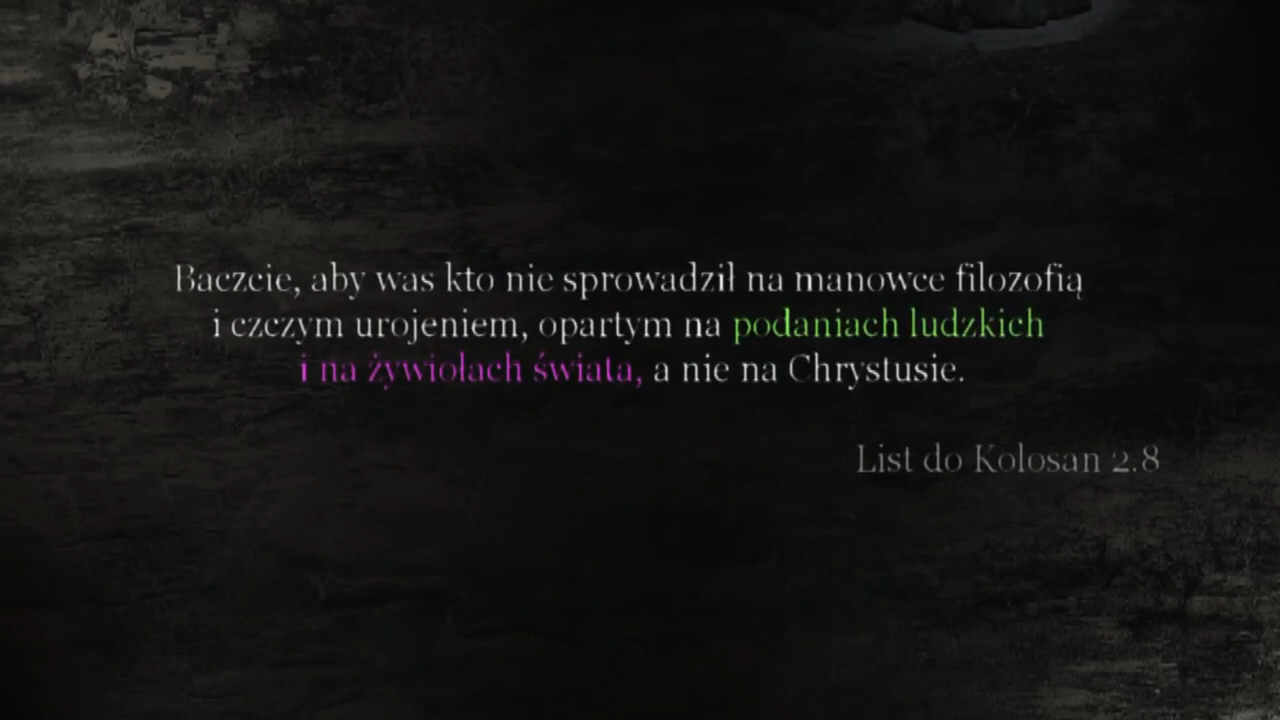 Baczcie, aby was kto nie sprowadził na manowce filozofią
i czczym urojeniem, opartym na podaniach ludzkich
i na żywiołach świata, a nie na Chrystusie.
List do Kolosan 2.8